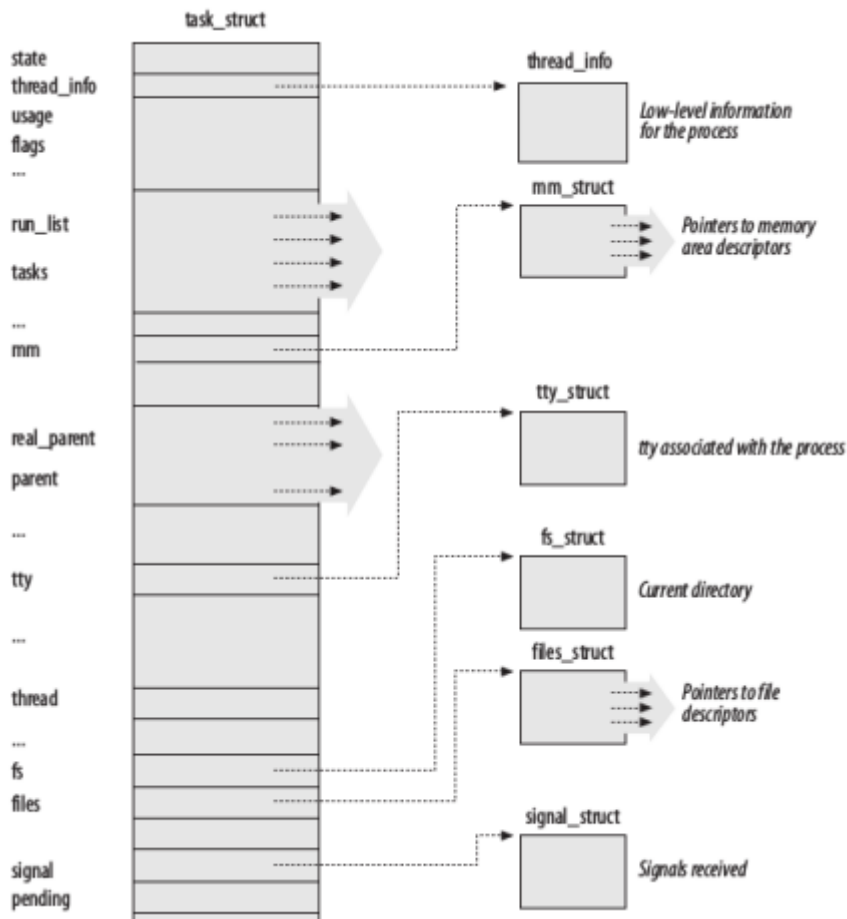 task_struct
state
thread_info
usage
flags
...
run_list
tasks
...
mm
real_parent
parent
...
tty
...
thread
...
fs
files
signal
pending
thread_info
Low-level information
for the process
mm_struct
Pointers to memory
area descriptors
tty_struct
tty associated with the process
fs_struct
Current directory
files_struct
Pointers to file
descriptors
signal_struct
Signals received